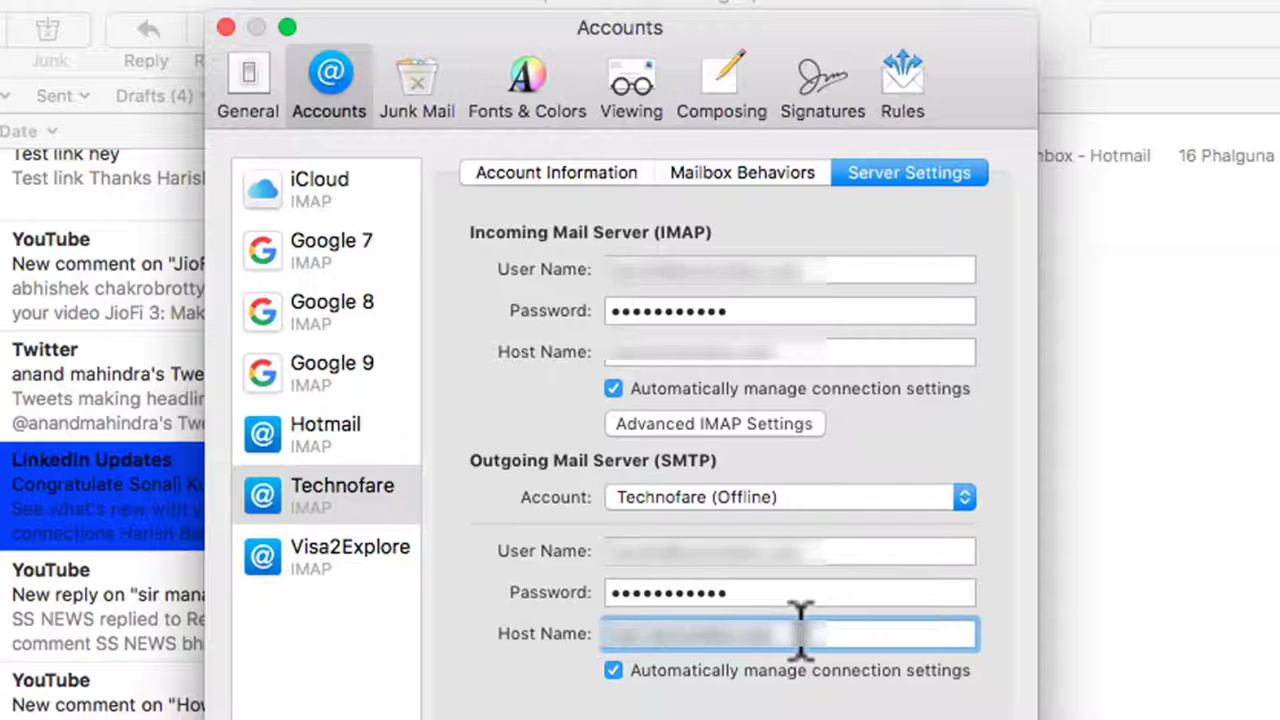 Accounts
Junk
Reply
General
Accounts
Junk Mail
Fonts & Colors
Viewing
Composing
Signatures
Rules
Sent
Drafts (4)
Date
Test link hey
Test link Thanks Harish
YouTube
New comment on "JioF
abhishek chakrobrotty
your video JioFi 3: Mak
Twitter
anand mahindra's Twe
Tweets making headlin
@anandmahindra's Tw
LinkedIn Updates
Congratulate Sonali Ku
See what's new with y
connections Harish Ba
YouTube
New reply on "sir mana
SS NEWS replied to Re
comment SS NEWS bh
YouTube
New comment on "How
iCloud
IMAP
Google 7
IMAP
Google 8
IMAP
Google 9
IMAP
Hotmail
IMAP
Technofare
IMAP
Visa2Explore
IMAP
Account Information
Mailbox Behaviors
Server Settings
Incoming Mail Server (IMAP)
User Name:
Password: •••••••••••
Host Name:
Automatically manage connection settings
Advanced IMAP Settings
Outgoing Mail Server (SMTP)
Account: Technofare (Offline)
User Name:
Password: •••••••••••
Host Name:
Automatically manage connection settings
nbox - Hotmail
16 Phalguna